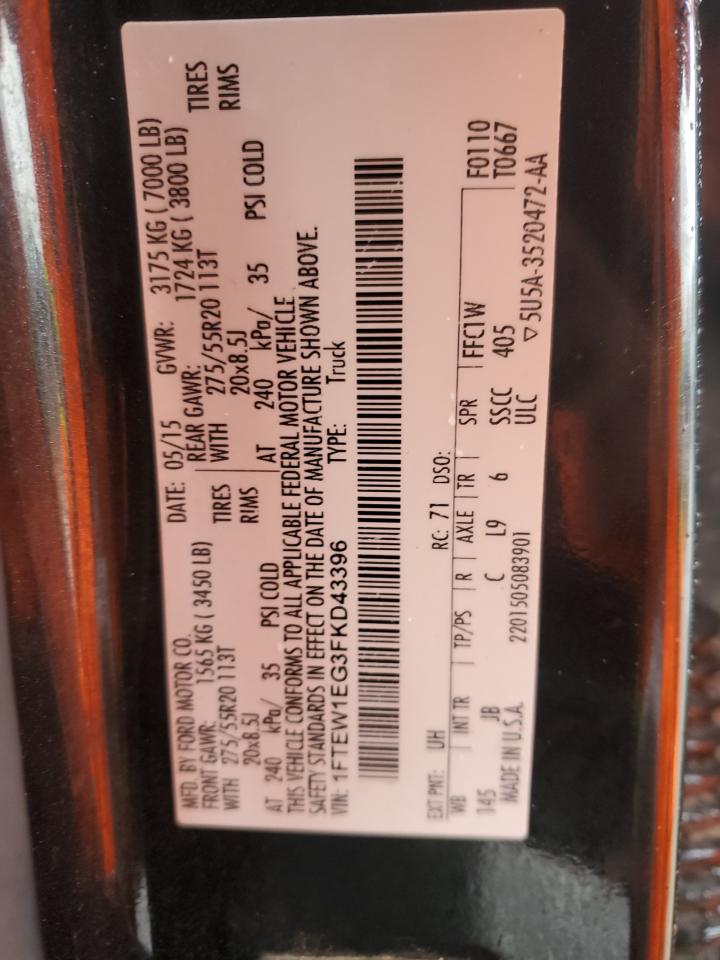 MFD. BY FORD MOTOR CO.
DATE: 05/15 GVWR: 3175 KG ( 7000 LB)
FRONT GAWR: 1565 KG ( 3450 LB)
REAR GAWR: 1724 KG ( 3800 LB)
WITH 275/55R20 113T TIRES
WITH 275/55R20 113T TIRES
20x8.5J RIMS
20x8.5J RIMS
AT 240 kPa/ 35 PSI COLD
AT 240 kPa/ 35 PSI COLD
THIS VEHICLE CONFORMS TO ALL APPLICABLE FEDERAL MOTOR VEHICLE
SAFETY STANDARDS IN EFFECT ON THE DATE OF MANUFACTURE SHOWN ABOVE.
VIN: 1FTEW1EG3FKD43396 TYPE: Truck
EXT PNT: UH RC: 71 DSO:
WB INT TR TP/PS R AXLE TR SPR FFC1W F0110
145 JB C L9 6 SSCC 405 T0667
MADE IN U.S.A. 2201505083901 ULC ▽5U5A-3520472-AA